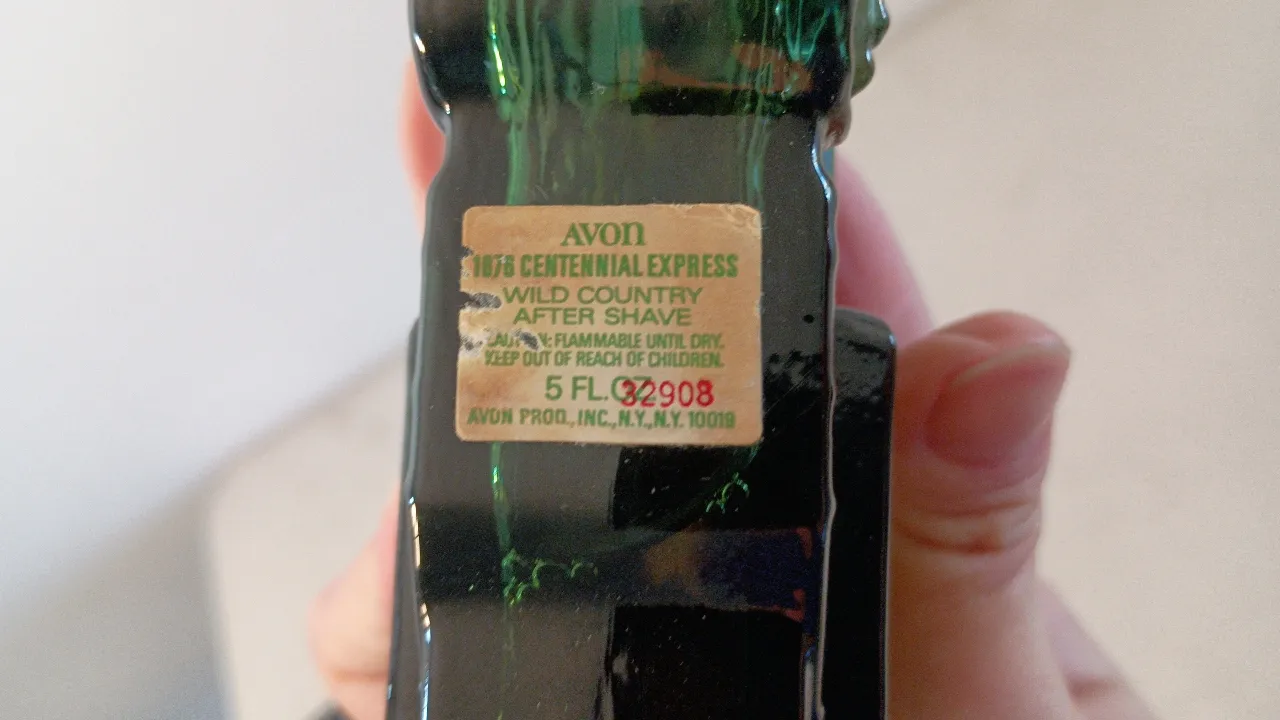 AVON
1876 CENTENNIAL EXPRESS
WILD COUNTRY
AFTER SHAVE
CAUTION: FLAMMABLE UNTIL DRY.
KEEP OUT OF REACH OF CHILDREN.
5 FL.OZ 32908
AVON PROD., INC., N.Y., N.Y. 10019